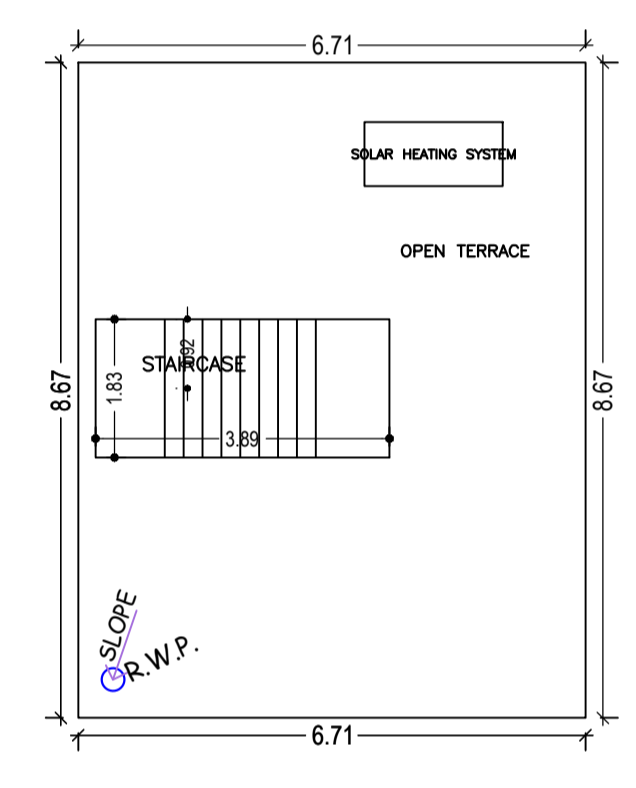 6.71
SOLAR HEATING SYSTEM
OPEN TERRACE
STAIRCASE
1.83
3.89
8.67
8.67
SLOPE
R.W.P.
6.71